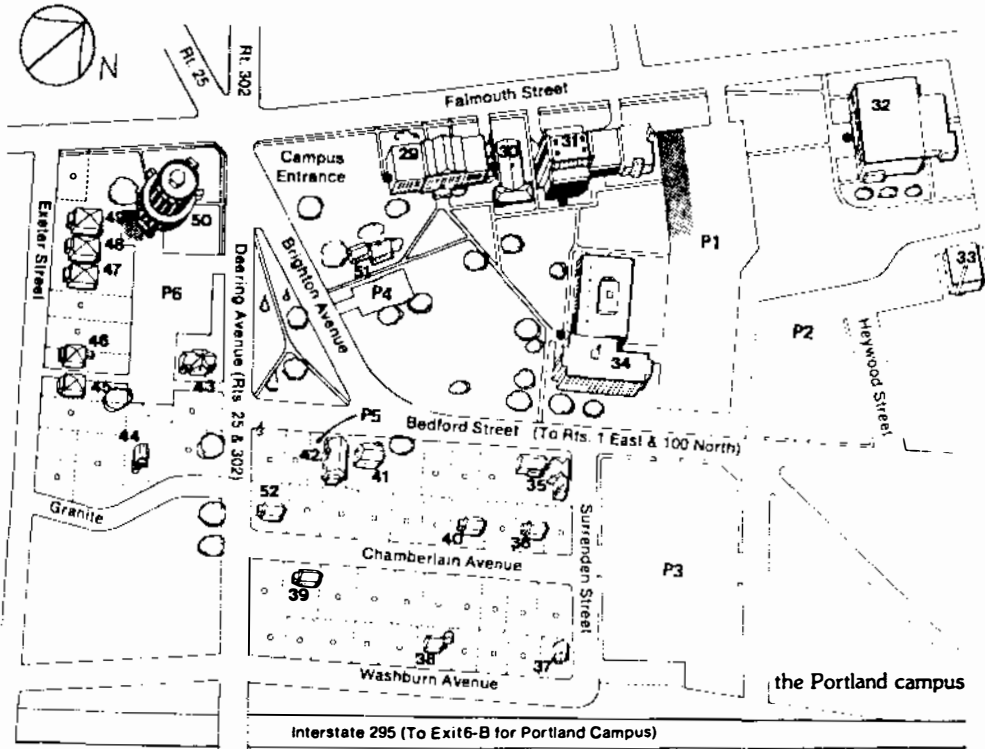 N
Rt. 25
Rt. 302
Falmouth Street
32
Campus
Entrance
29
30
31
49
50
48
47
Exeter Street
P6
Deering Avenue (Rts. 25 & 302)
Brighton Avenue
51
P4
P1
33
P2
Heywood Street
46
45
43
34
44
P5
Bedford Street (To Rts. 1 East & 100 North)
42
41
35
52
Granite
40
36
Surrenden Street
Chamberlain Avenue
P3
39
38
37
Washburn Avenue
the Portland campus
Interstate 295 (To Exit6-B for Portland Campus)